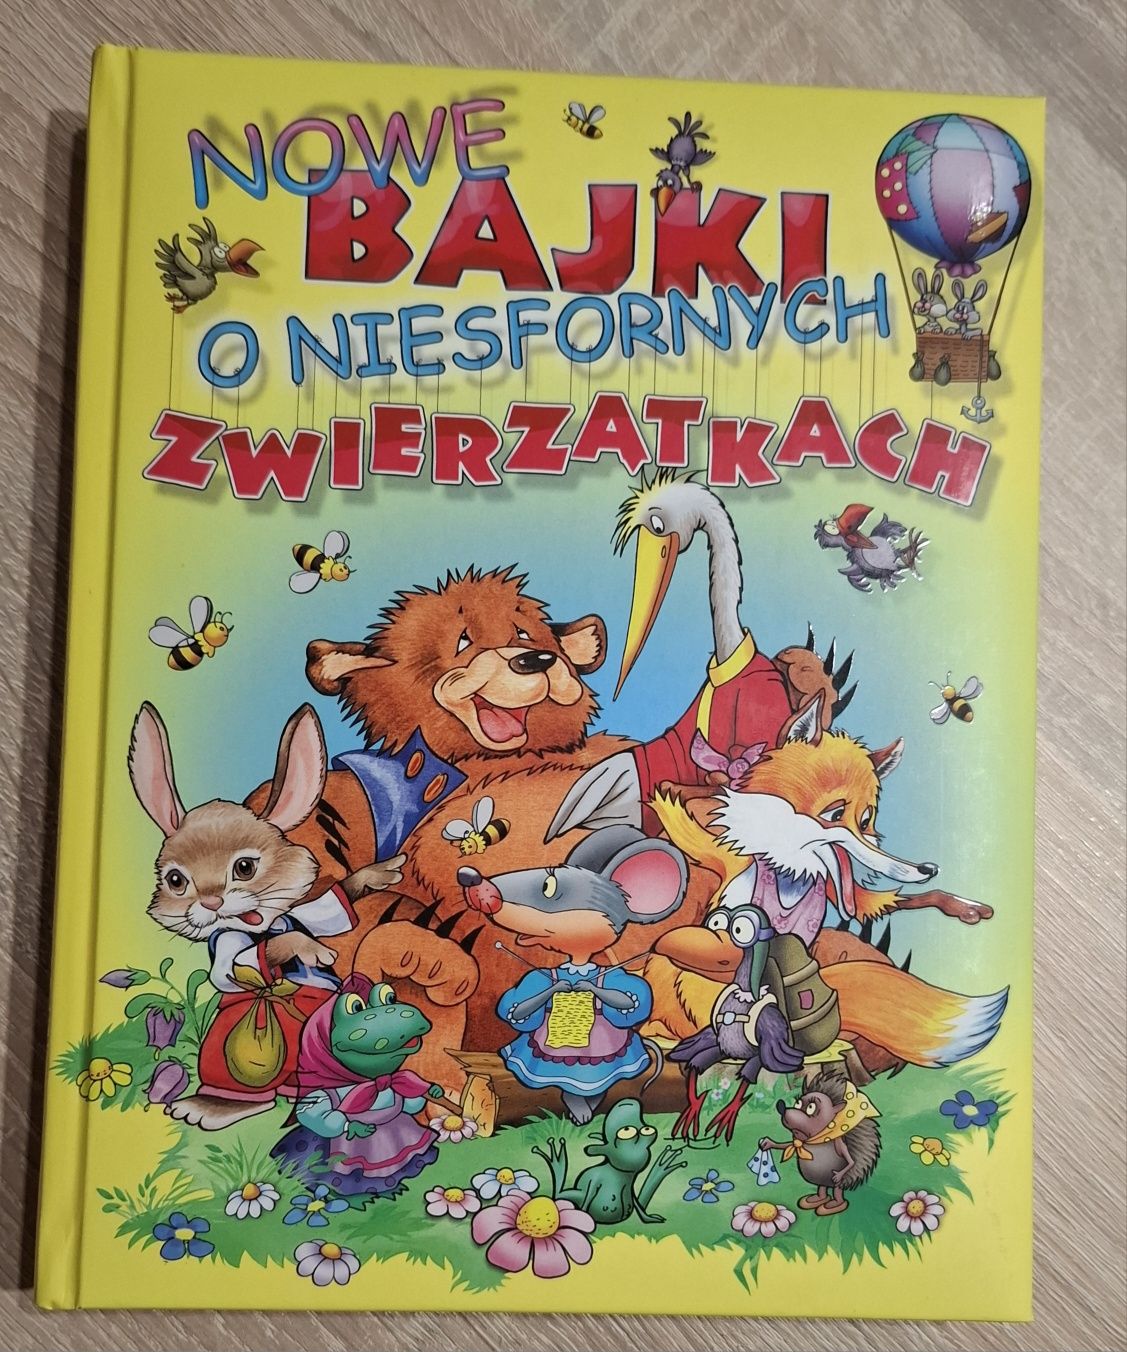 NOWE
BAJKI
O NIESFORNYCH
ZWIERZĄTKACH